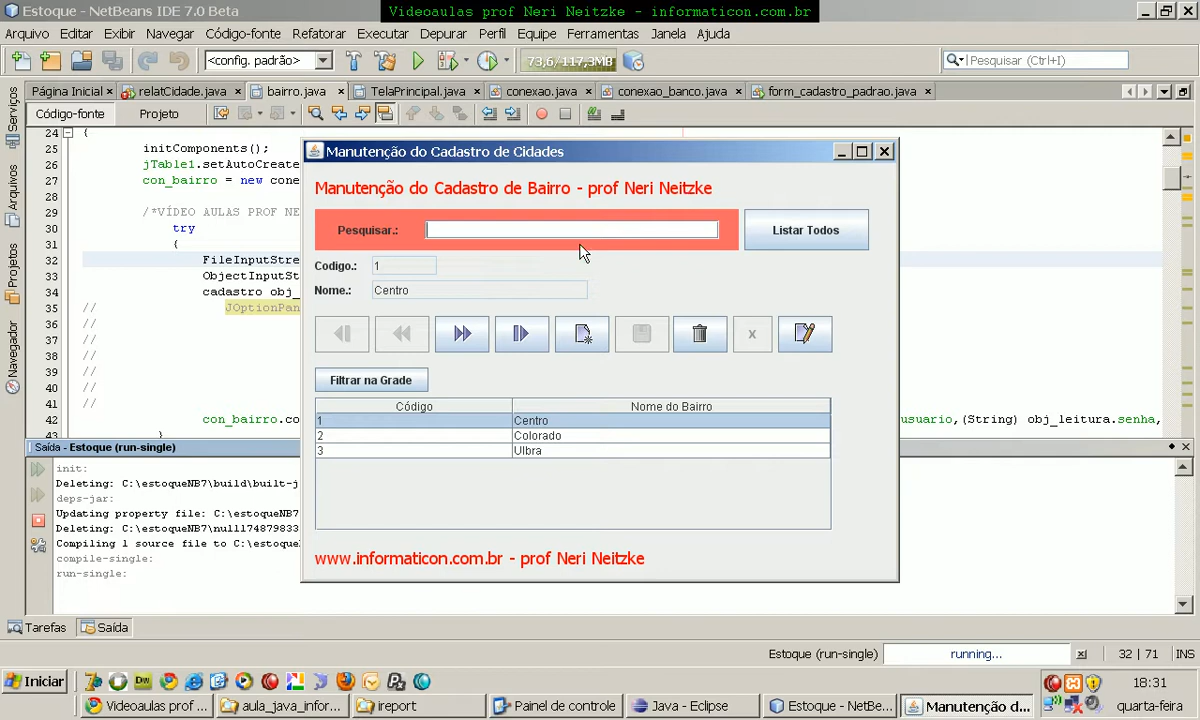 Estoque - NetBeans IDE 7.0 Beta
Videoaulas prof Neri Neitzke - informaticon.com.br
Arquivo Editar Exibir Navegar Código-fonte Refatorar Executar Depurar Perfil Equipe Ferramentas Janela Ajuda
<config. padrão>
73,6/117,3MB
Pesquisar (Ctrl+I)
Página Inicial
relatCidade.java
bairro.java
TelaPrincipal.java
conexao.java
conexao_banco.java
form_cadastro_padrao.java
Código-fonte Projeto
Serviços
Arquivos
Projetos
Navegador
24 {
25 initComponents();
26 jTable1.setAutoCreate
27 con_bairro = new cone
28
29 /*VÍDEO AULAS PROF NE
30 try
31 {
32 FileInputStre
33 ObjectInputSt
34 cadastro obj_
35 // JOptionPan
36 //
37 //
38 //
39 //
40 //
41 //
42 con_bairro.co
usuario,(String) obj_leitura.senha,
43 }
Manutenção do Cadastro de Cidades
Manutenção do Cadastro de Bairro - prof Neri Neitzke
Pesquisar.:
Listar Todos
Codigo.: 1
Nome.: Centro
x
Filtrar na Grade
Código Nome do Bairro
1 Centro
2 Colorado
3 Ulbra
www.informaticon.com.br - prof Neri Neitzke
Saída - Estoque (run-single)
init:
Deleting: C:\estoqueNB7\build\built-j
deps-jar:
Updating property file: C:\estoqueNB7
Deleting: C:\estoqueNB7\null174879833
Compiling 1 source file to C:\estoque
compile-single:
run-single:
Tarefas Saída
Estoque (run-single) running... 32 | 71 INS
Iniciar
18:31
Videoaulas prof ...
aula_java_infor...
ireport
Painel de controle
Java - Eclipse
Estoque - NetBe...
Manutenção d...
quarta-feira